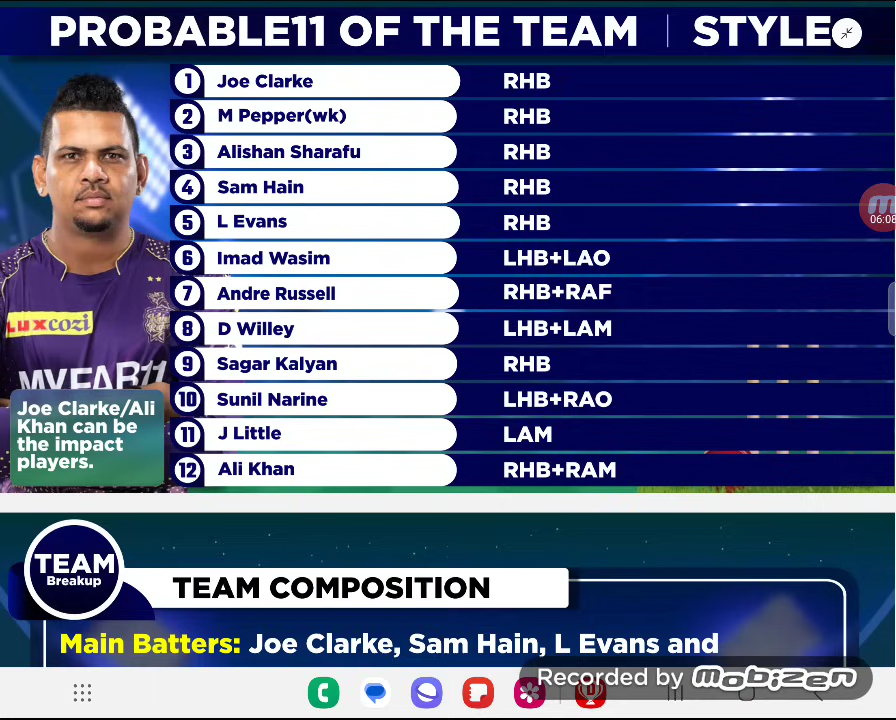 PROBABLE11 OF THE TEAM STYLE
1 Joe Clarke RHB
2 M Pepper(wk) RHB
3 Alishan Sharafu RHB
4 Sam Hain RHB
5 L Evans RHB
06:08
6 Imad Wasim LHB+LAO
7 Andre Russell RHB+RAF
8 D Willey LHB+LAM
9 Sagar Kalyan RHB
10 Sunil Narine LHB+RAO
11 J Little LAM
12 Ali Khan RHB+RAM
Luxcozi
MYFAB11
Joe Clarke/Ali
Khan can be
the impact
players.
TEAM
Breakup
TEAM COMPOSITION
Main Batters: Joe Clarke, Sam Hain, L Evans and
Recorded by mobizen